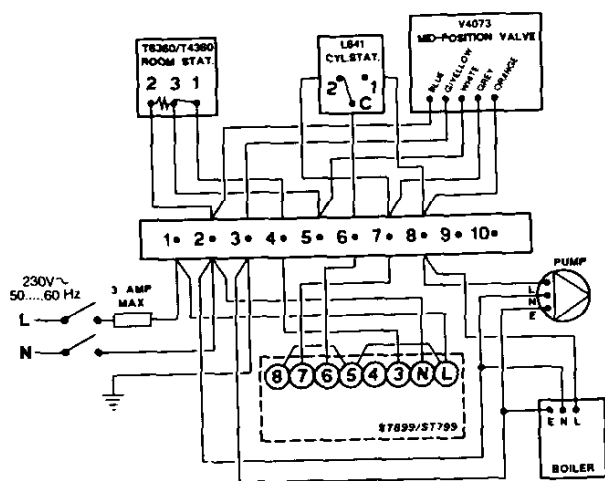 T6360/T4360
ROOM STAT.
2 3 1
L641
CYL.STAT.
2 1
C
V4073
MID-POSITION VALVE
BLUE
G/YELLOW
WHITE
GREY
ORANGE
1 2 3 4 5 6 7 8 9 10
230V~
50.....60 Hz
3 AMP
MAX
L
N
PUMP
L
N
E
8 7 6 5 4 3 N L
ST699/ST799
E N L
BOILER